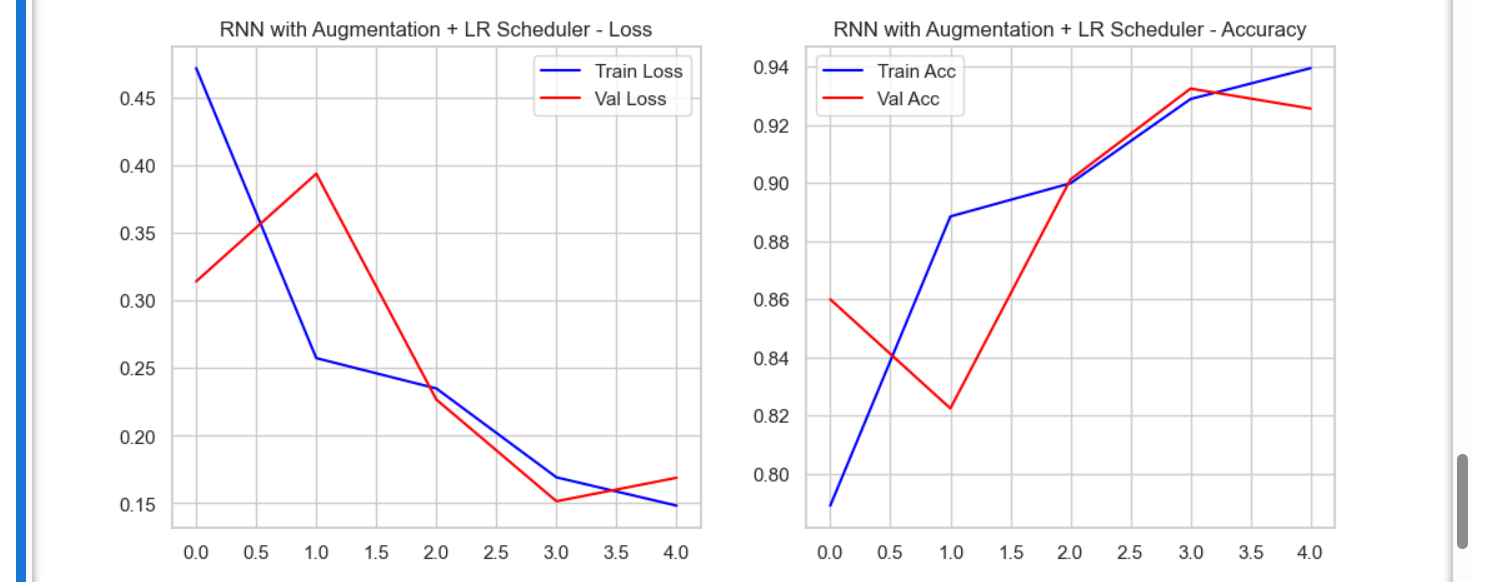 RNN with Augmentation + LR Scheduler - Loss
Train Loss
Val Loss
0.45
0.40
0.35
0.30
0.25
0.20
0.15
0.0 0.5 1.0 1.5 2.0 2.5 3.0 3.5 4.0
RNN with Augmentation + LR Scheduler - Accuracy
Train Acc
Val Acc
0.94
0.92
0.90
0.88
0.86
0.84
0.82
0.80
0.0 0.5 1.0 1.5 2.0 2.5 3.0 3.5 4.0